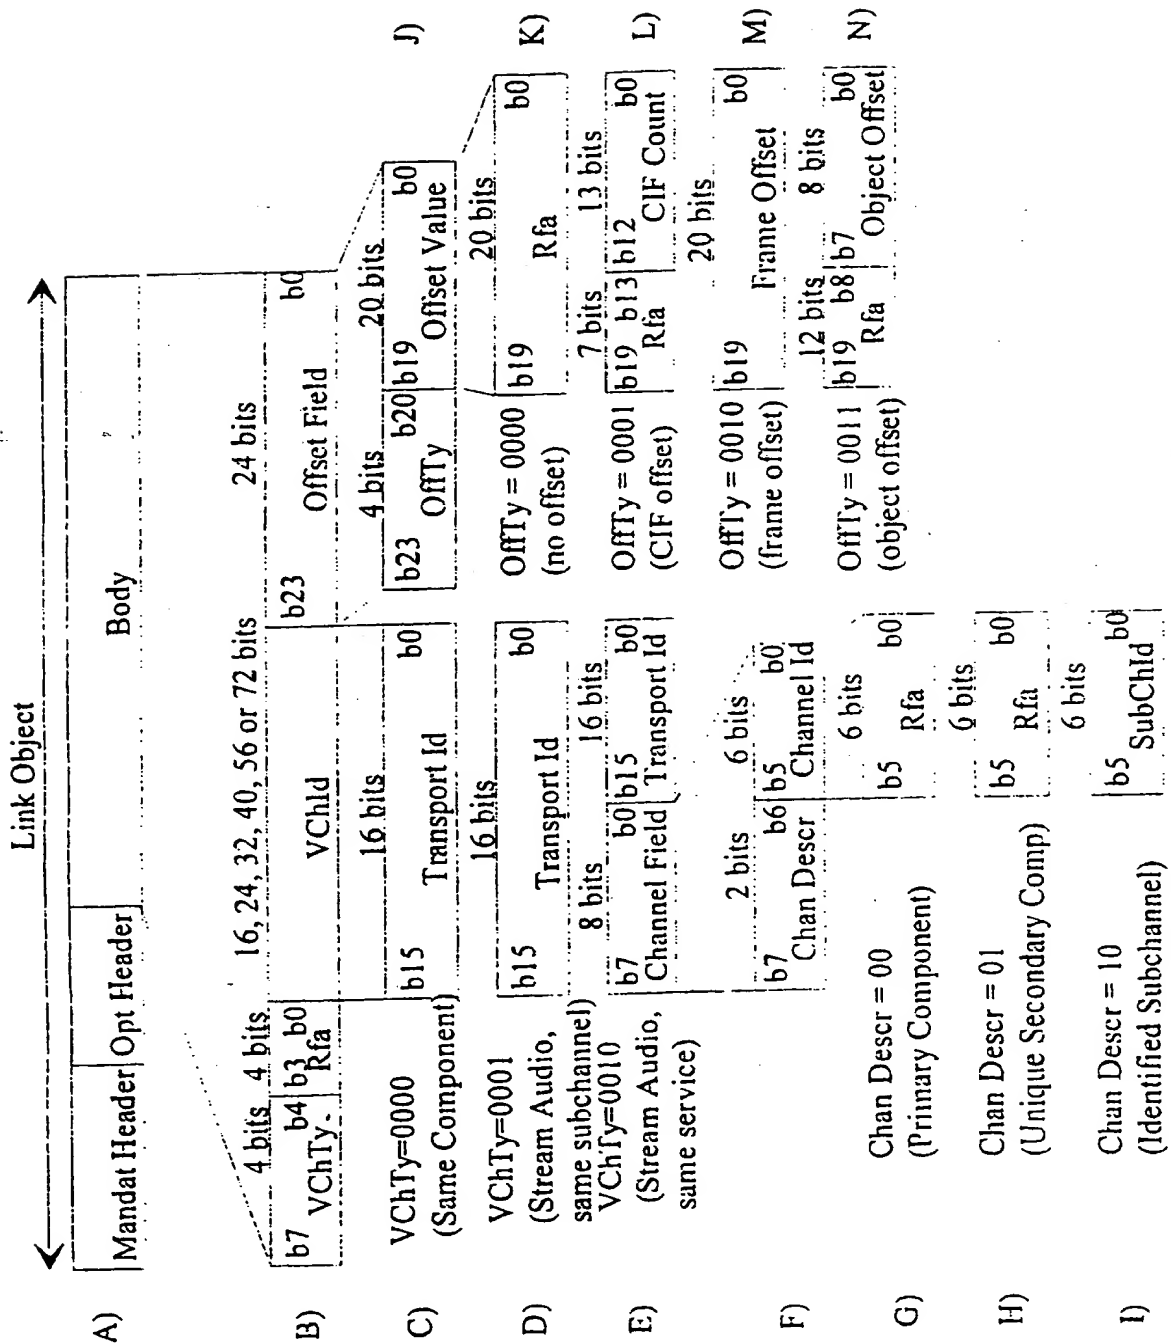 Link Object
A)
Mandat Header
Opt Header
Body
4 bits
4 bits
16, 24, 32, 40, 56 or 72 bits
24 bits
B)
b7
b4
VChTy
b3
b0
Rfa
VChId
b23
b0
Offset Field
C)
VChTy=0000
(Same Component)
16 bits
b15
b0
Transport Id
4 bits
20 bits
b23
b20
OffTy
b19
b0
Offset Value
J)
D)
VChTy=0001
(Stream Audio,
same subchannel)
16 bits
b15
b0
Transport Id
OffTy = 0000
(no offset)
20 bits
b19
b0
Rfa
K)
E)
VChTy=0010
(Stream Audio,
same service)
8 bits
16 bits
b7
b0
Channel Field
b15
b0
Transport Id
OffTy = 0001
(CIF offset)
7 bits
13 bits
b19
b13
Rfa
b12
b0
CIF Count
L)
F)
2 bits
6 bits
b7
b6
Chan Descr
b5
b0
Channel Id
OffTy = 0010
(frame offset)
20 bits
b19
b0
Frame Offset
M)
G)
Chan Descr = 00
(Primary Component)
6 bits
b5
b0
Rfa
OffTy = 0011
(object offset)
12 bits
8 bits
b19
b8
Rfa
b7
b0
Object Offset
N)
H)
Chan Descr = 01
(Unique Secondary Comp)
6 bits
b5
b0
Rfa
I)
Chan Descr = 10
(Identified Subchannel)
6 bits
b5
b0
SubChId